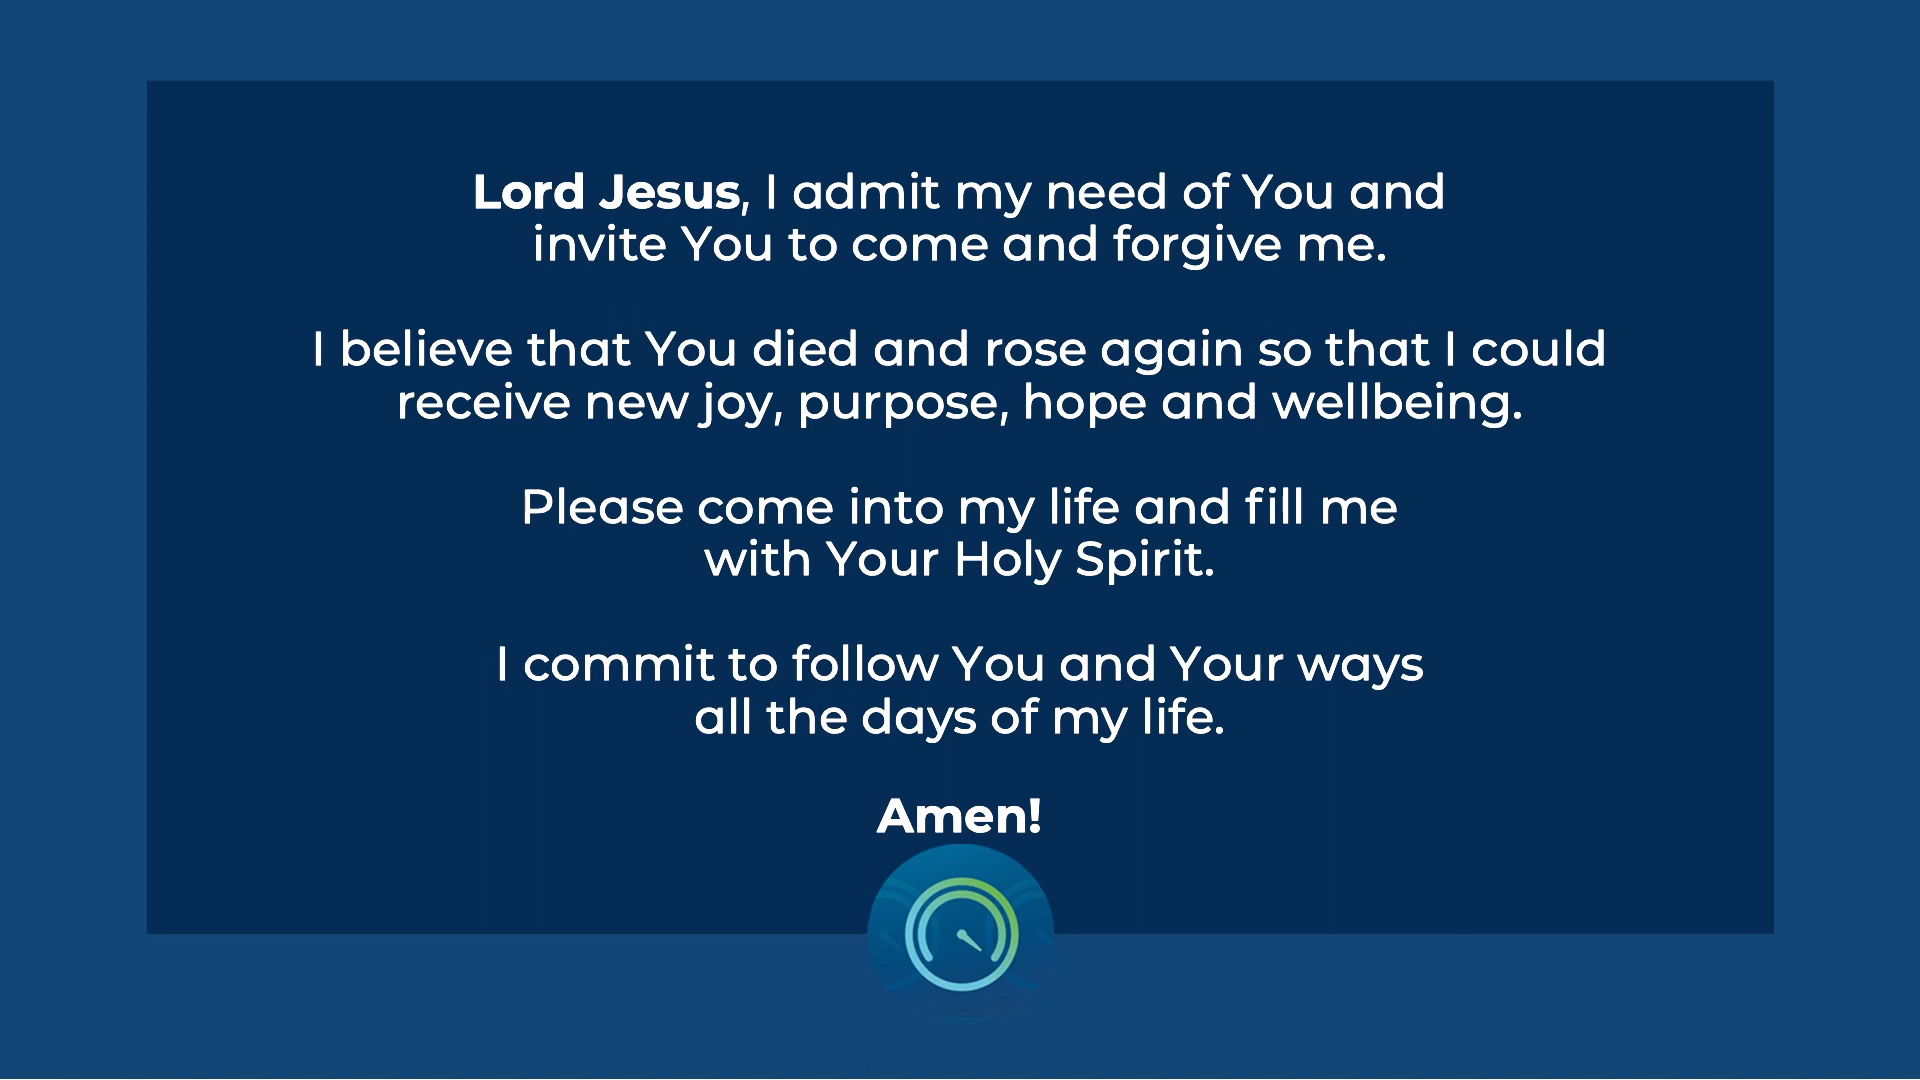 Lord Jesus, I admit my need of You and
invite You to come and forgive me.
I believe that You died and rose again so that I could
receive new joy, purpose, hope and wellbeing.
Please come into my life and fill me
with Your Holy Spirit.
I commit to follow You and Your ways
all the days of my life.
Amen!